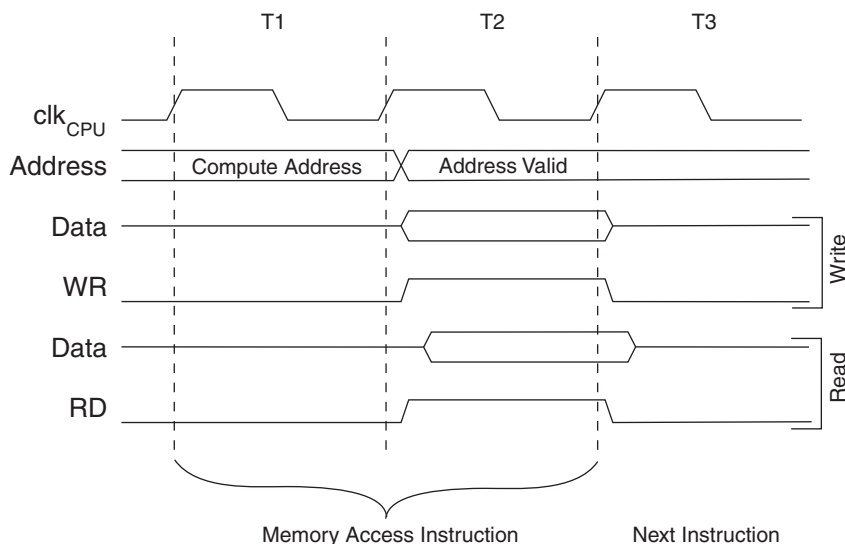 T1 T2 T3
clkCPU
Address Compute Address Address Valid
Data
WR
Write
Data
RD
Read
Memory Access Instruction Next Instruction